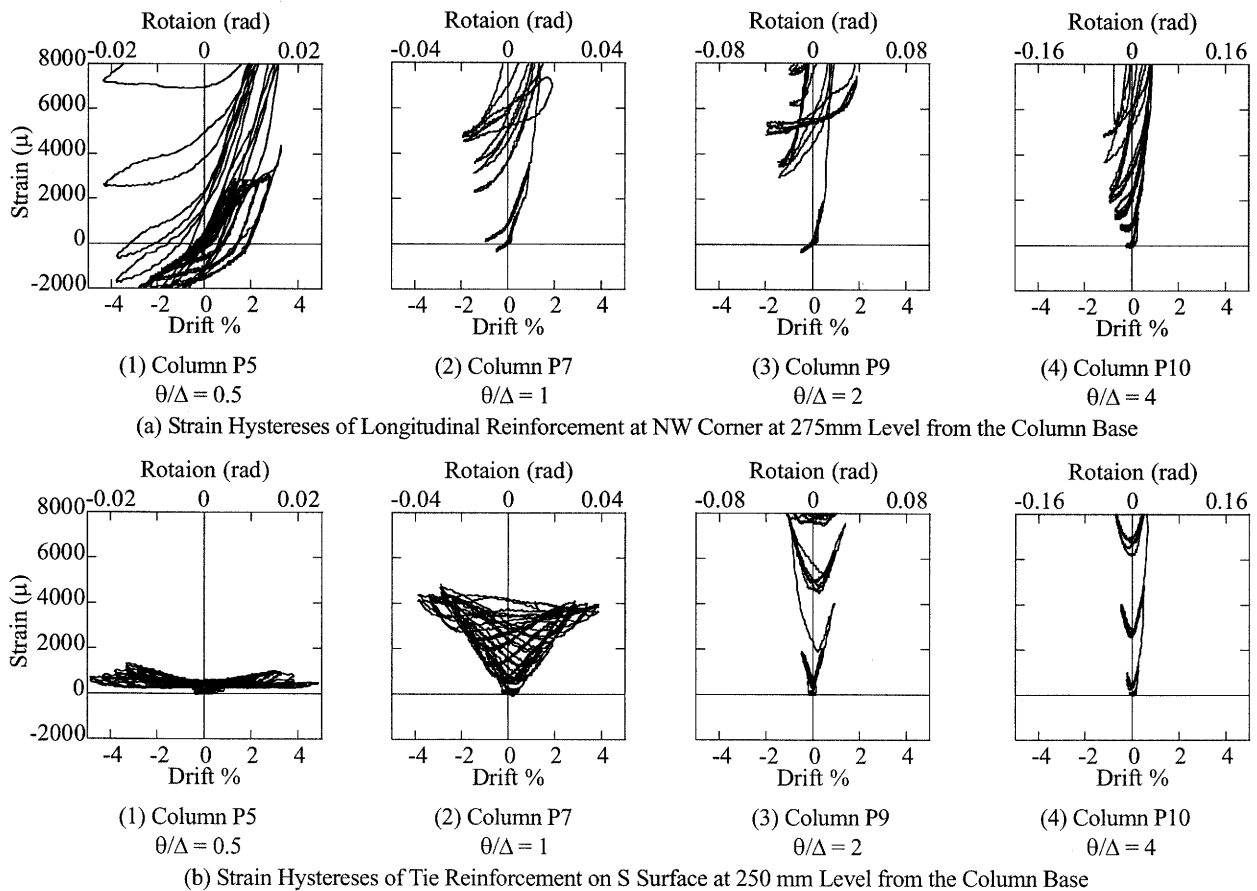 Rotaion (rad) Rotaion (rad) Rotaion (rad) Rotaion (rad)
-0.02 0 0.02 -0.04 0 0.04 -0.08 0 0.08 -0.16 0 0.16
8000
6000
4000
2000
0
-2000
Strain (μ)
-4 -2 0 2 4 -4 -2 0 2 4 -4 -2 0 2 4 -4 -2 0 2 4
Drift % Drift % Drift % Drift %
(1) Column P5 (2) Column P7 (3) Column P9 (4) Column P10
θ/Δ = 0.5 θ/Δ = 1 θ/Δ = 2 θ/Δ = 4
(a) Strain Hystereses of Longitudinal Reinforcement at NW Corner at 275mm Level from the Column Base
Rotaion (rad) Rotaion (rad) Rotaion (rad) Rotaion (rad)
-0.02 0 0.02 -0.04 0 0.04 -0.08 0 0.08 -0.16 0 0.16
8000
6000
4000
2000
0
-2000
Strain (μ)
-4 -2 0 2 4 -4 -2 0 2 4 -4 -2 0 2 4 -4 -2 0 2 4
Drift % Drift % Drift % Drift %
(1) Column P5 (2) Column P7 (3) Column P9 (4) Column P10
θ/Δ = 0.5 θ/Δ = 1 θ/Δ = 2 θ/Δ = 4
(b) Strain Hystereses of Tie Reinforcement on S Surface at 250 mm Level from the Column Base